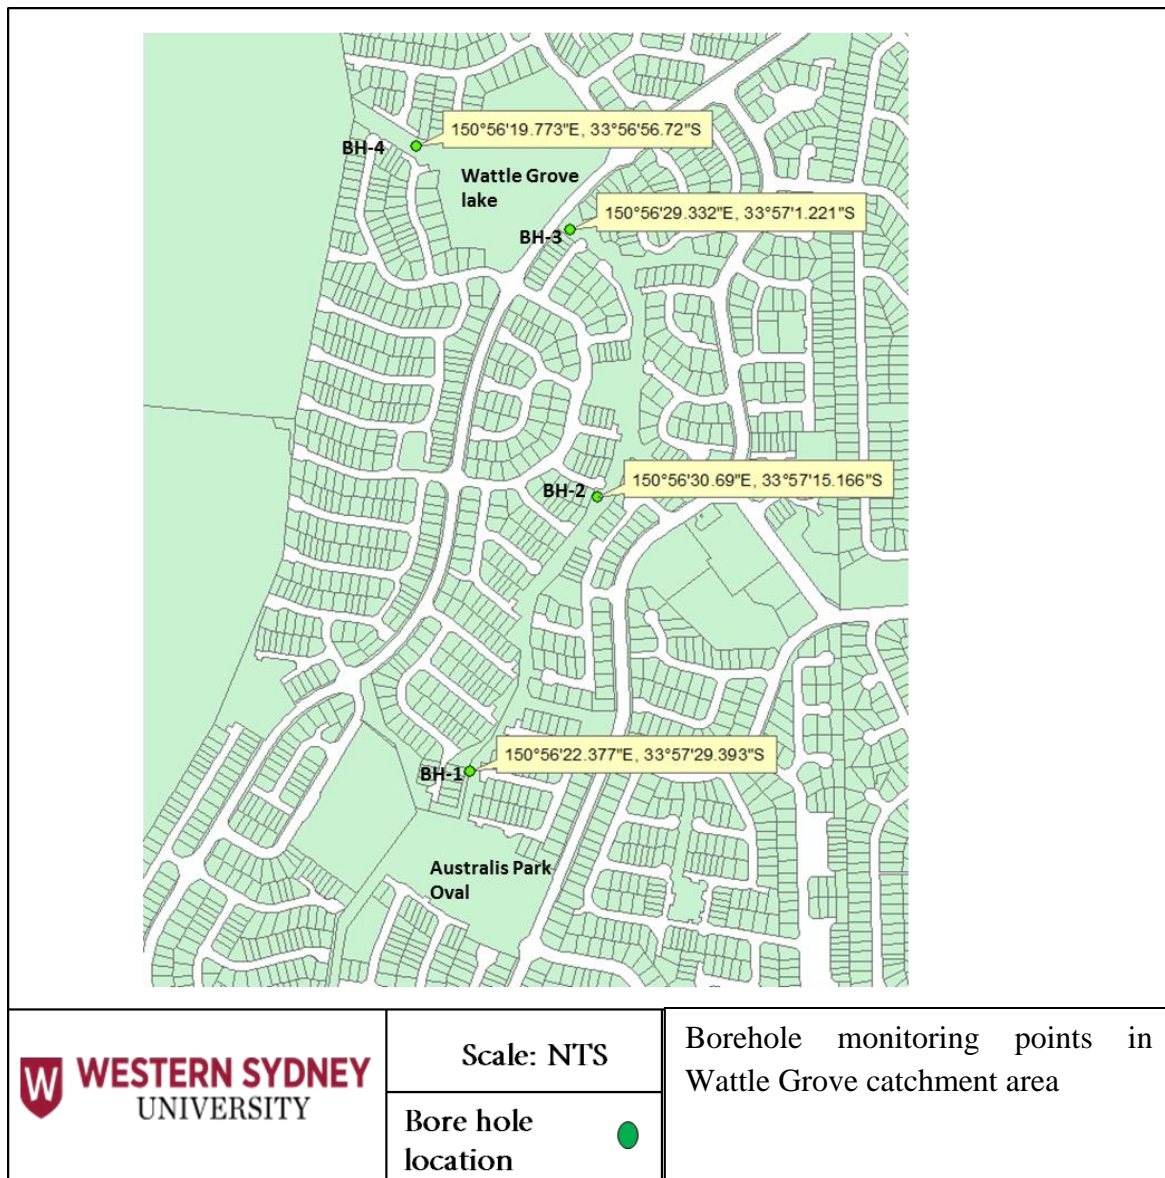 150°56'19.773"E, 33°56'56.72"S
BH-4
Wattle Grove
lake
150°56'29.332"E, 33°57'1.221"S
BH-3
150°56'30.69"E, 33°57'15.166"S
BH-2
150°56'22.377"E, 33°57'29.393"S
BH-1
Australis Park
Oval
W WESTERN SYDNEY
UNIVERSITY
Scale: NTS
Bore hole
location
Borehole monitoring points in
Wattle Grove catchment area